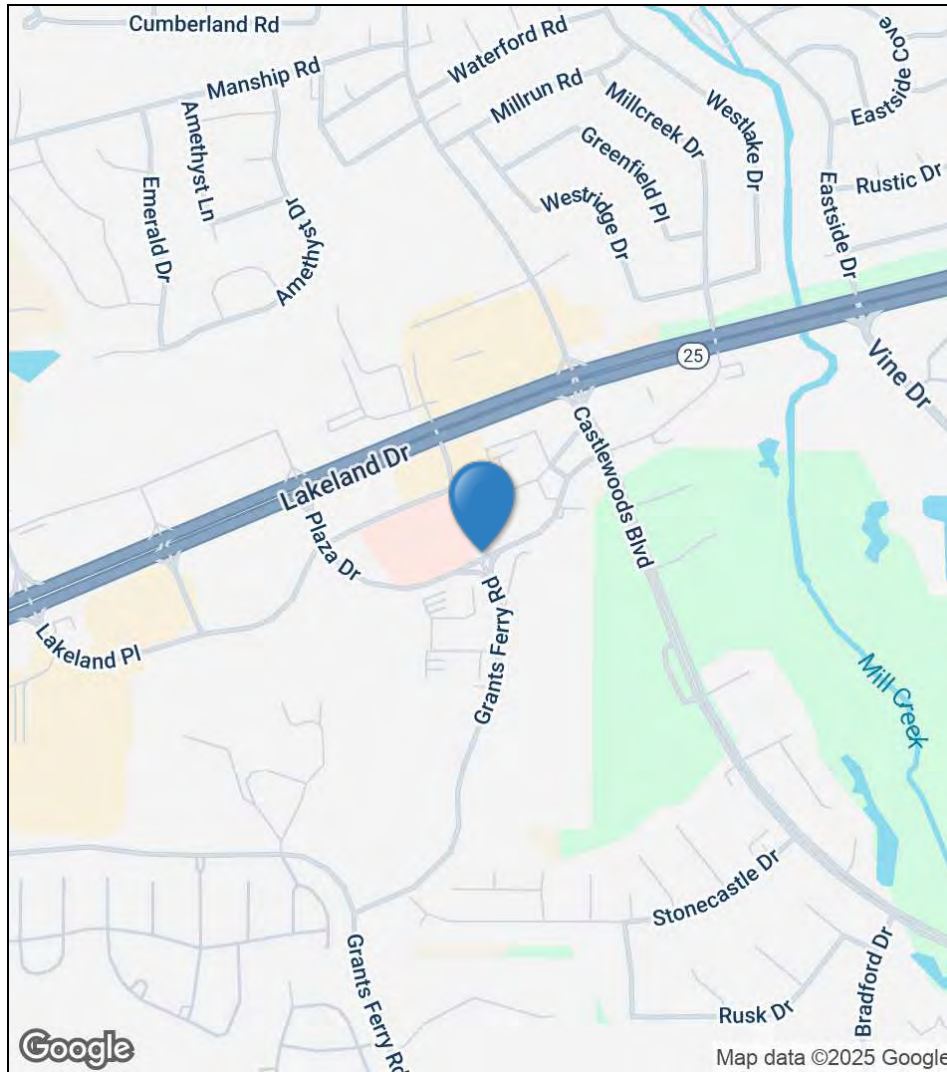 Cumberland Rd
Manship Rd
Waterford Rd
Millrun Rd
Millcreek Dr
Westlake Dr
Eastside Cove
Amethyst Ln
Emerald Dr
Amethyst Dr
Greenfield Pl
Westridge Dr
Rustic Dr
Eastside Dr
25
Vine Dr
Lakeland Dr
Castlewoods Blvd
Plaza Dr
Grants Ferry Rd
Lakeland Pl
Mill Creek
Stonecastle Dr
Grants Ferry Rd
Rusk Dr
Bradford Dr
Google
Map data ©2025 Google